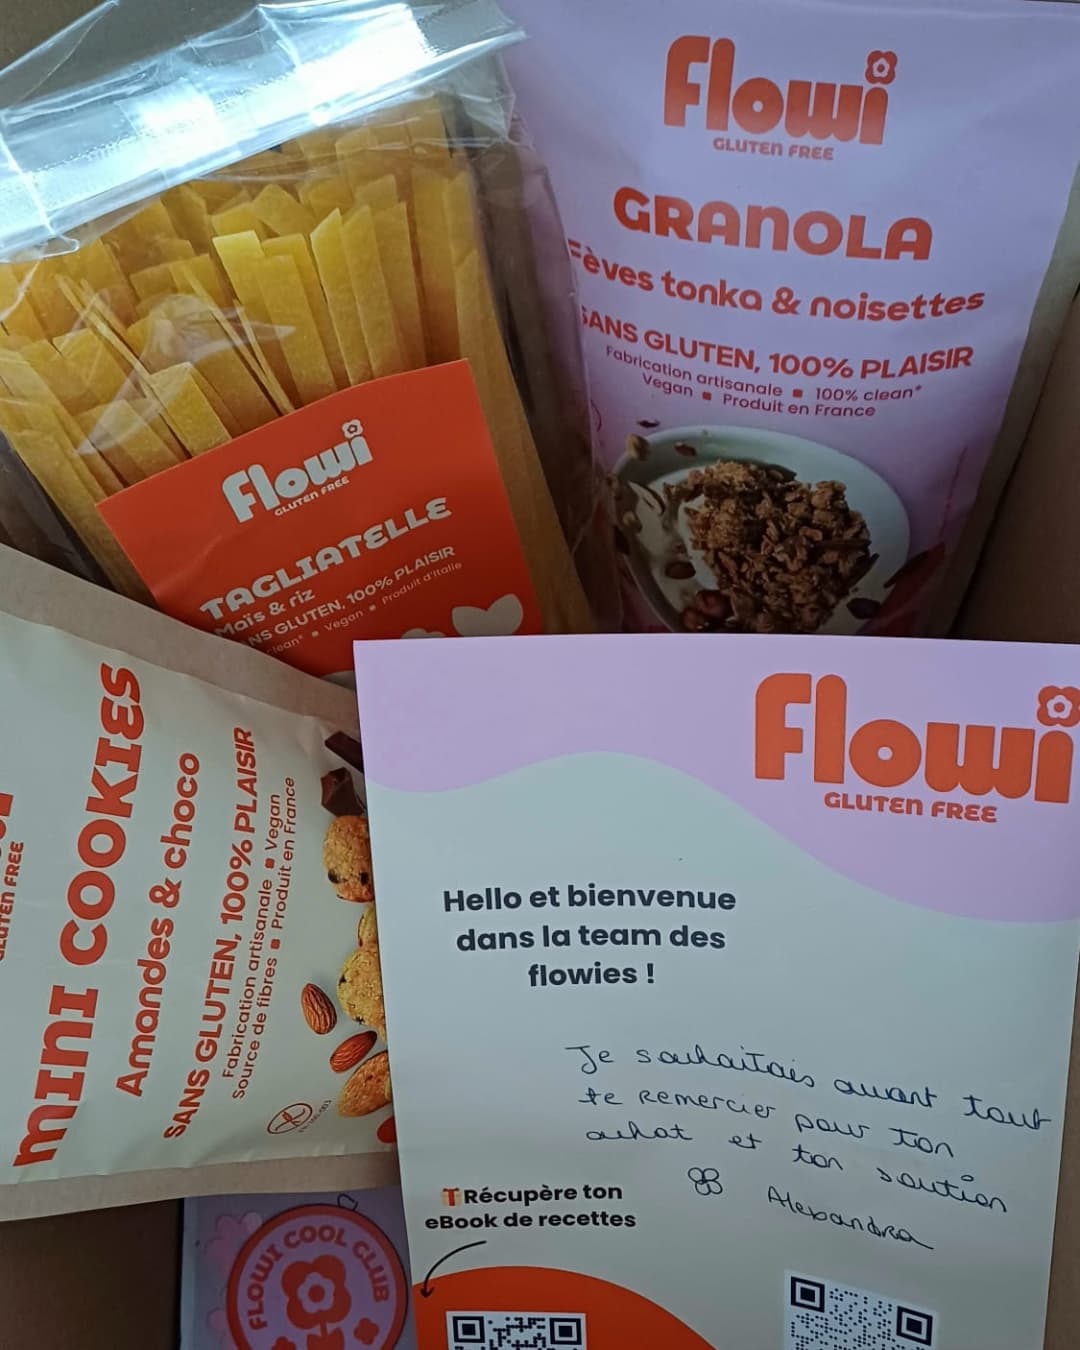 Flowi
GLUTEN FREE
GRANOLA
Fèves tonka & noisettes
SANS GLUTEN, 100% PLAISIR
Fabrication artisanale ▪ 100% clean*
Vegan ▪ Produit en France
Flowi
GLUTEN FREE
TAGLIATELLE
Maïs & riz
NS GLUTEN, 100% PLAISIR
clean* ▪ Vegan ▪ Produit d'Italie
GLUTEN FREE
MINI COOKIES
Amandes & choco
SANS GLUTEN, 100% PLAISIR
Fabrication artisanale ▪ Vegan
Source de fibres ▪ Produit en France
Flowi
GLUTEN FREE
Hello et bienvenue
dans la team des
flowies !
Je souhaitais avant tout
te remercier pour ton
achat et ton soutien
Alexandra
Récupère ton
eBook de recettes
FLOWI COOL CLUB